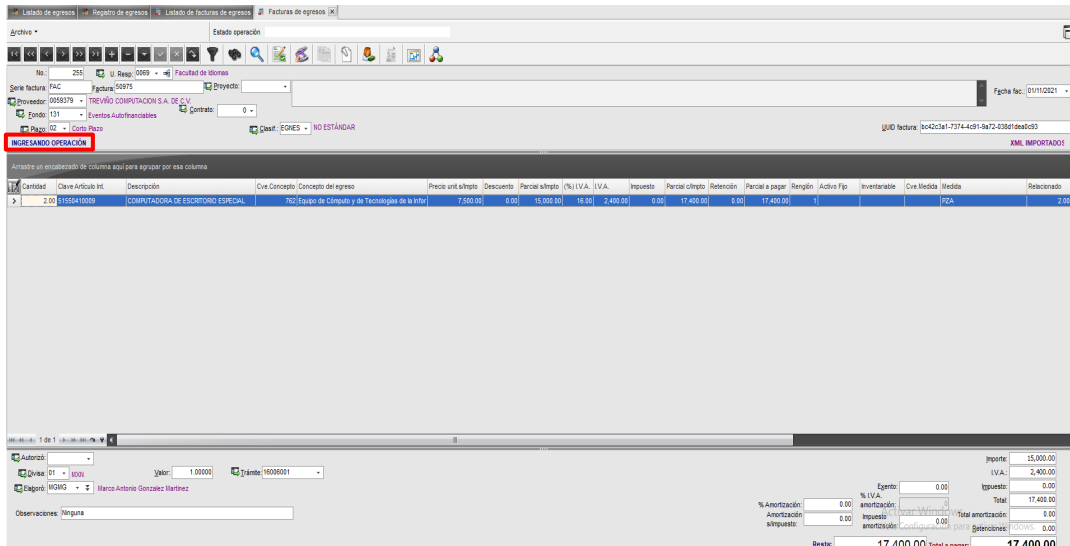 Listado de egresos Registro de egresos Listado de facturas de egresos Facturas de egresos
Archivo Estado operación
No.: 255 U. Resp: 0069 Facultad de Idiomas
Serie factura: FAC Factura: 50975 Proyecto: Fecha fac.: 01/11/2021
Proveedor: 0059379 TREVIÑO COMPUTACION S.A. DE C.V.
Fondo: 131 Eventos Autofinanciables Contrato: 0
Plazo: 02 Corto Plazo Clasif.: EGNES NO ESTÁNDAR UUID factura: bc42c3a1-7374-4c91-9a72-038d1dea0c93
INGRESANDO OPERACIÓN XML IMPORTADOS
Arrastre un encabezado de columna aquí para agrupar por esa columna
Cantidad Clave Artículo Int. Descripción Cve.Concepto Concepto del egreso Precio unit.s/Impto Descuento Parcial s/Impto (%) I.V.A. I.V.A. Impuesto Parcial c/Impto Retención Parcial a pagar Renglón Activo Fijo Inventariable Cve.Medida Medida Relacionado
2.00 51550410009 COMPUTADORA DE ESCRITORIO ESPECIAL 762 Equipo de Cómputo y de Tecnologías de la Infor 7,500.00 0.00 15,000.00 16.00 2,400.00 0.00 17,400.00 0.00 17,400.00 1 PZA 2.00
1 de 1
Autorizó: Importe: 15,000.00
Divisa: 01 MXN Valor: 1.00000 Trámite: 16006001 I.V.A.: 2,400.00
Elaboró: MGMG Marco Antonio Gonzalez Martinez Exento: 0.00 Impuesto: 0.00
% Amortización: 0.00 % I.V.A. amortización: 0 Total: 17,400.00
Observaciones: Ninguna Amortización s/impuesto: 0.00 Impuesto amortización: 0.00 Total amortización: 0.00
Activar Windows
Retenciones: 0.00
Resta: 17,400.00 Total a pagar: 17,400.00